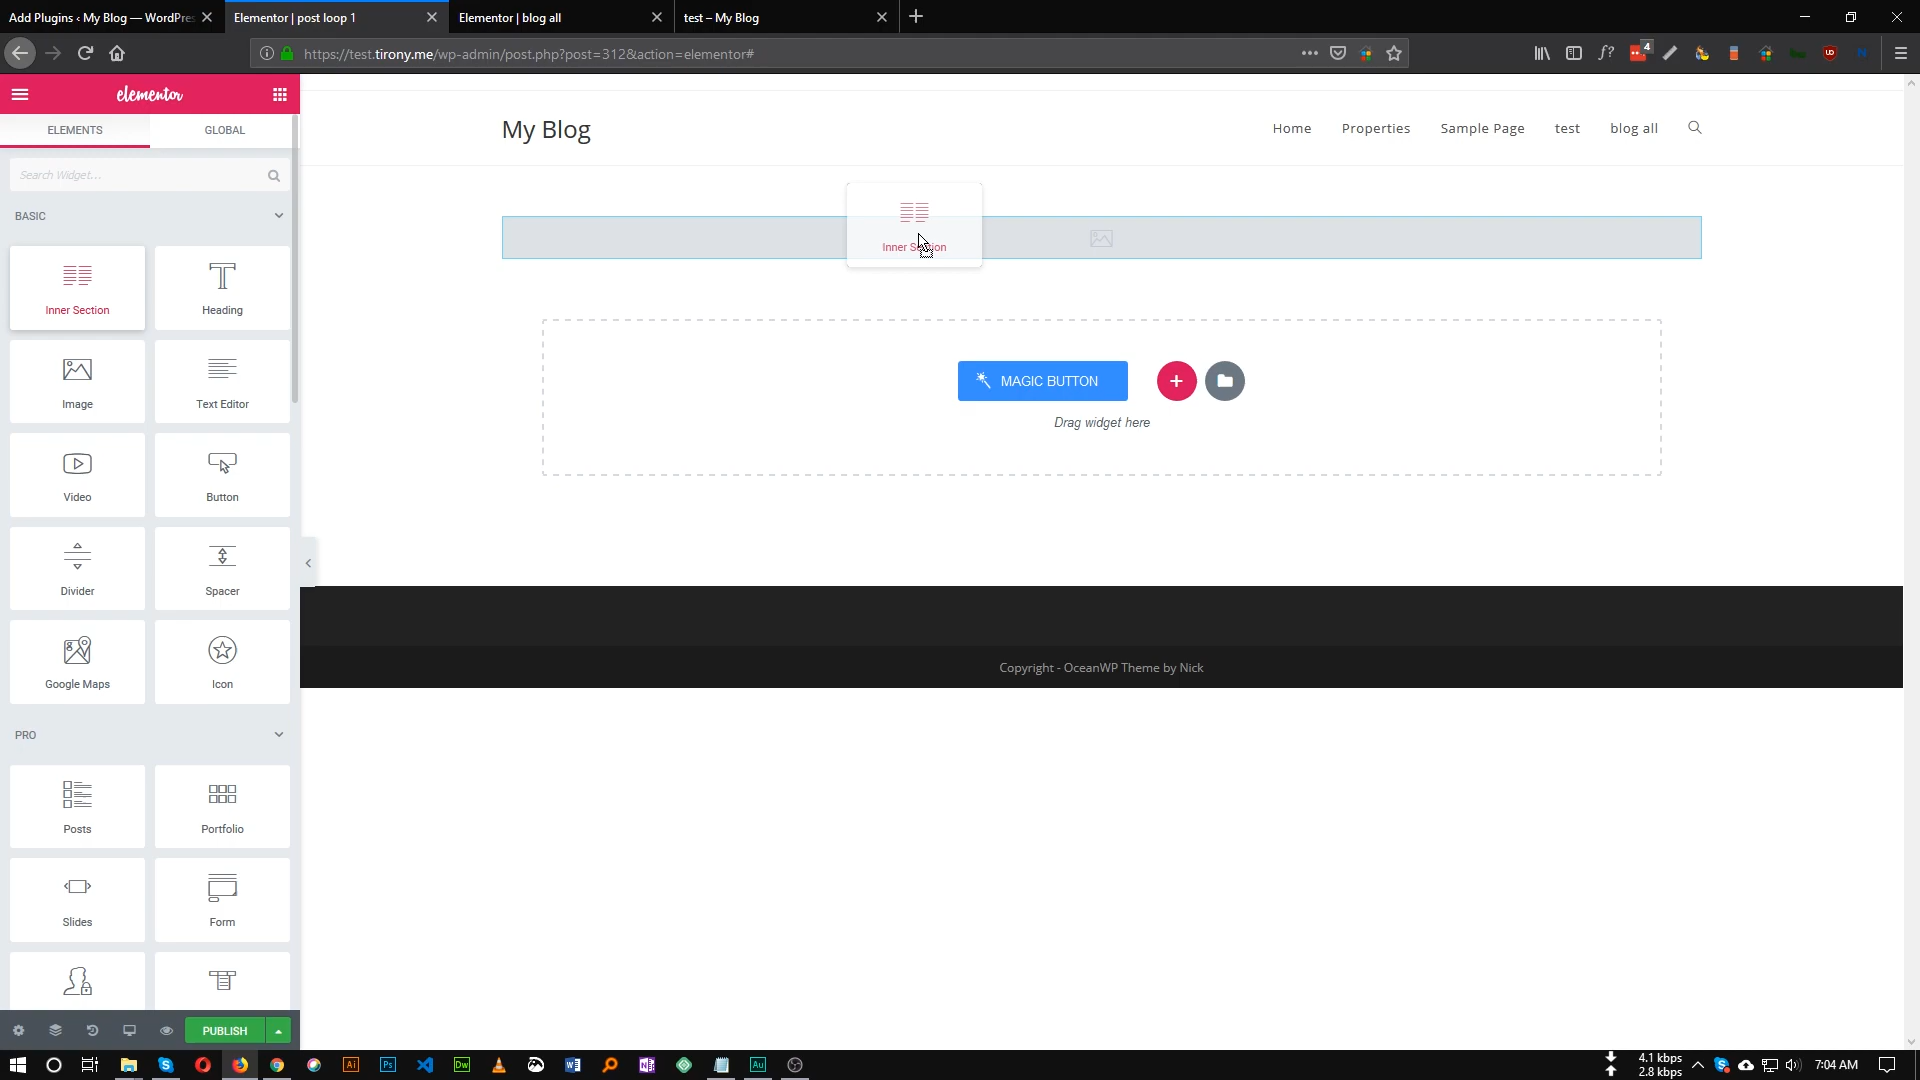 Add Plugins ‹ My Blog — WordPres
Elementor | post loop 1
Elementor | blog all
test – My Blog
https://test.tirony.me/wp-admin/post.php?post=312&action=elementor#
4
elementor
ELEMENTS
GLOBAL
Search Widget...
BASIC
Inner Section
Heading
Image
Text Editor
Video
Button
Divider
Spacer
Google Maps
Icon
PRO
Posts
Portfolio
Slides
Form
PUBLISH
My Blog
Home
Properties
Sample Page
test
blog all
Inner Section
MAGIC BUTTON
Drag widget here
Copyright - OceanWP Theme by Nick
4.1 kbps
2.8 kbps
7:04 AM